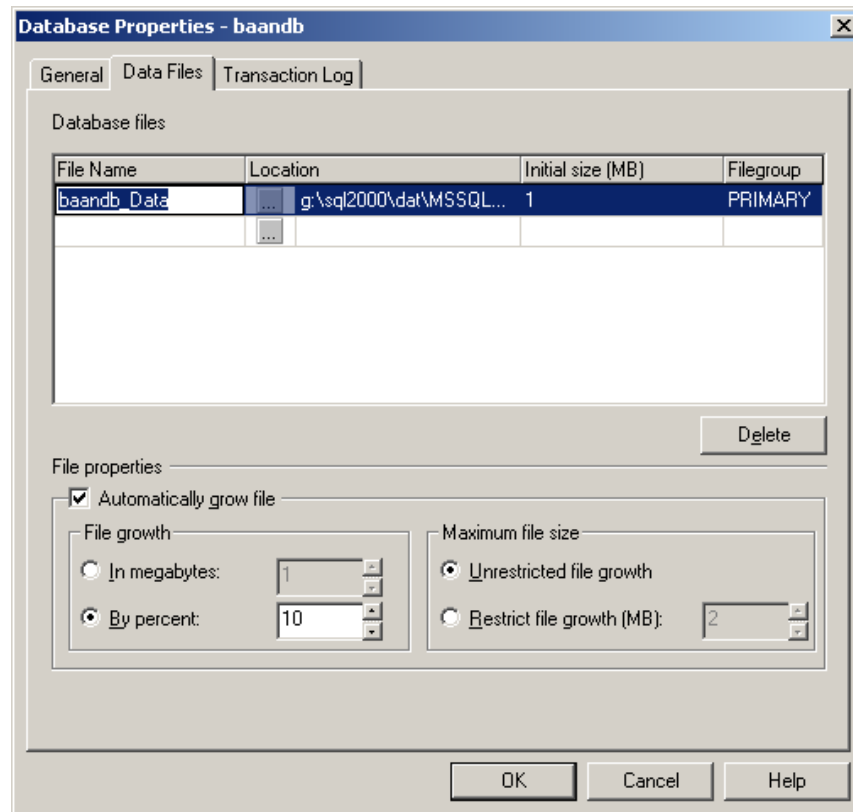 Database Properties - baandb
General Data Files Transaction Log
Database files
File Name Location Initial size (MB) Filegroup
baandb_Data ... g:\sql2000\dat\MSSQL... 1 PRIMARY
...
Delete
File properties
Automatically grow file
File growth Maximum file size
In megabytes: 1 Unrestricted file growth
By percent: 10 Restrict file growth (MB): 2
OK Cancel Help